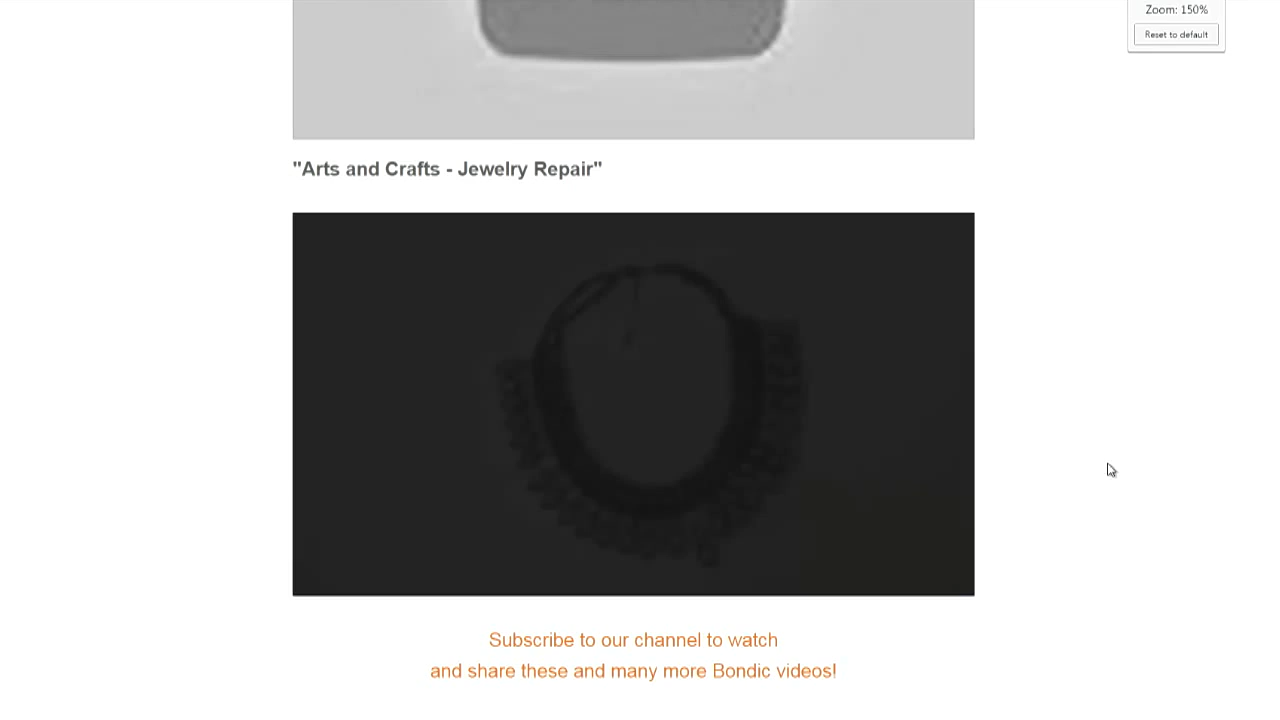 Zoom: 150%
Reset to default
"Arts and Crafts - Jewelry Repair"
Subscribe to our channel to watch
and share these and many more Bondic videos!